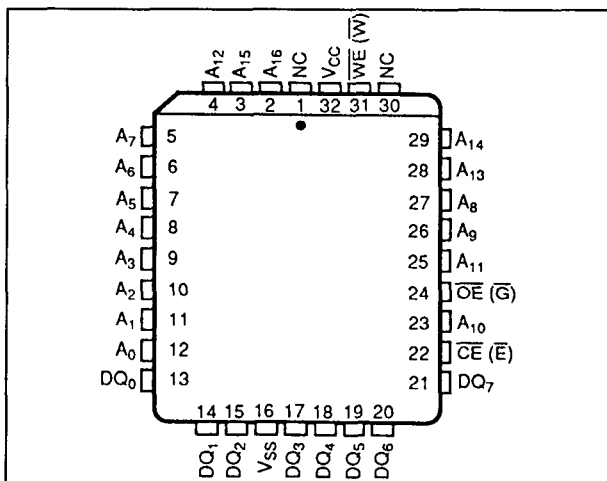 A12 A15 A16 NC VCC WE (W) NC
4 3 2 1 32 31 30
A7 5 29 A14
A6 6 28 A13
A5 7 27 A8
A4 8 26 A9
A3 9 25 A11
A2 10 24 OE (G)
A1 11 23 A10
A0 12 22 CE (E)
DQ0 13 21 DQ7
14 15 16 17 18 19 20
DQ1 DQ2 VSS DQ3 DQ4 DQ5 DQ6